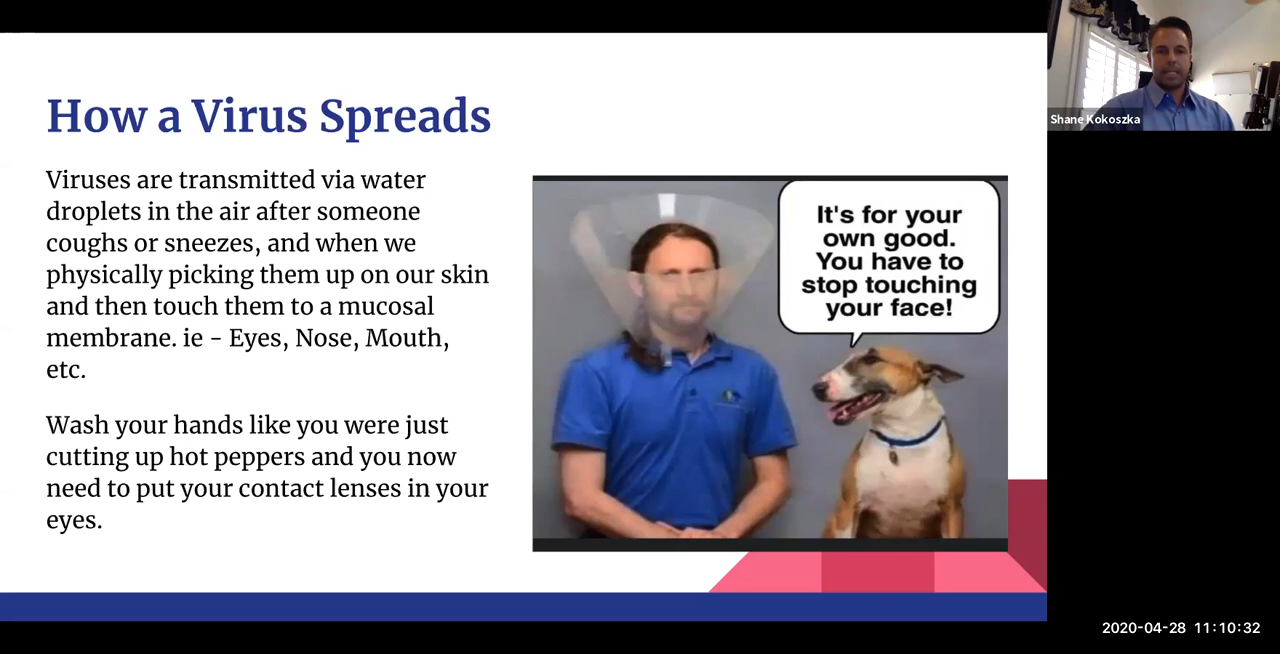 How a Virus Spreads
Viruses are transmitted via water
droplets in the air after someone
coughs or sneezes, and when we
physically picking them up on our skin
and then touch them to a mucosal
membrane. ie - Eyes, Nose, Mouth,
etc.
Wash your hands like you were just
cutting up hot peppers and you now
need to put your contact lenses in your
eyes.
It's for your
own good.
You have to
stop touching
your face!
Shane Kokoszka
2020-04-28 11:10:32